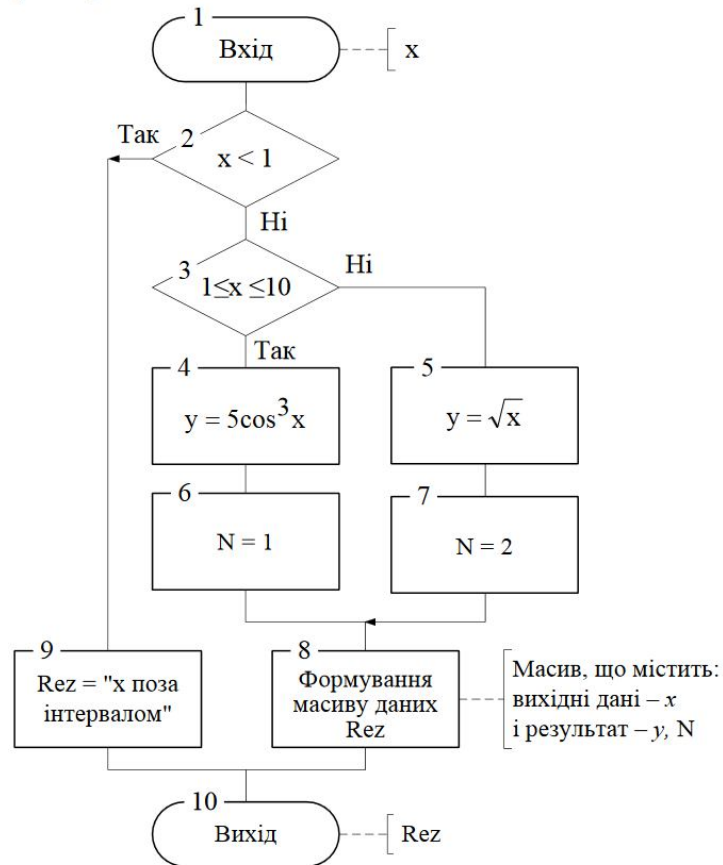 1
Вхід
x
Так
2
x < 1
Ні
3
1≤x ≤10
Ні
Так
4
y = 5cos³x
5
y = √x
6
N = 1
7
N = 2
9
Rez = "x поза
інтервалом"
8
Формування
масиву даних
Rez
Масив, що містить:
вихідні дані – x
і результат – y, N
10
Вихід
Rez